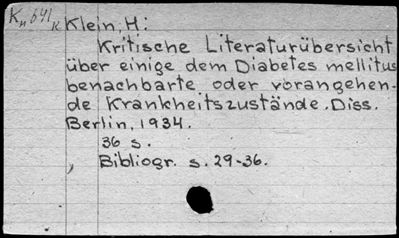 Kn 641 K
Klein, H:
Kritische Literaturübersicht
über einige dem Diabetes mellitus
benachbarte oder vorangehen-
de Krankheitszustände. Diss.
Berlin, 1934.
36 s.
Bibliogr. s. 29-36.